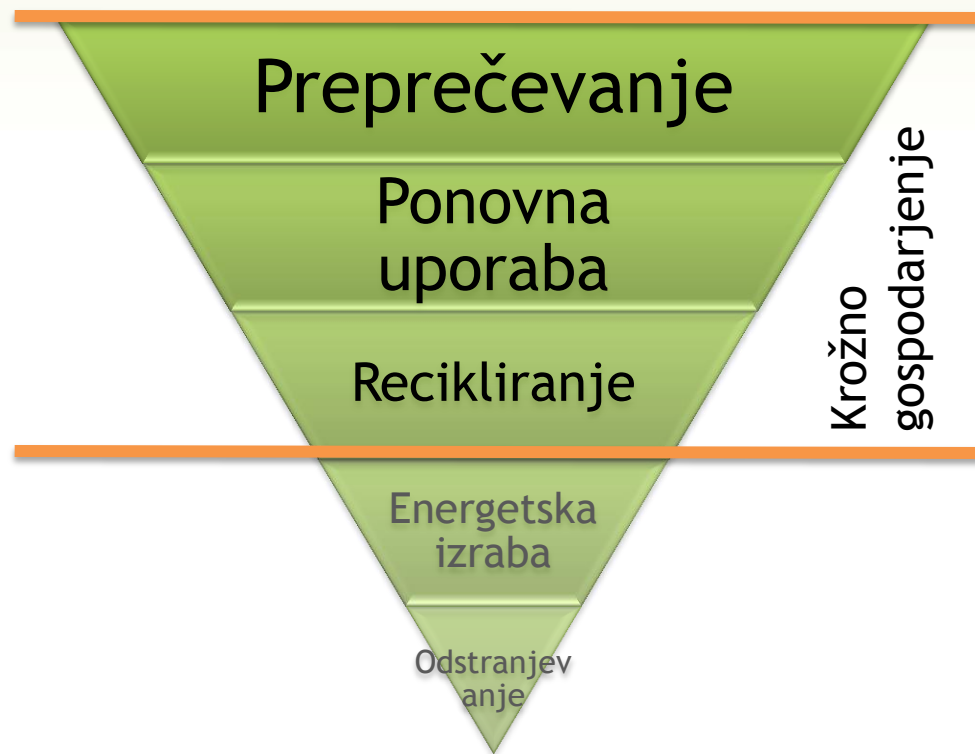 Preprečevanje
Ponovna
uporaba
Recikliranje
Krožno
gospodarjenje
Energetska
izraba
Odstranjev
anje